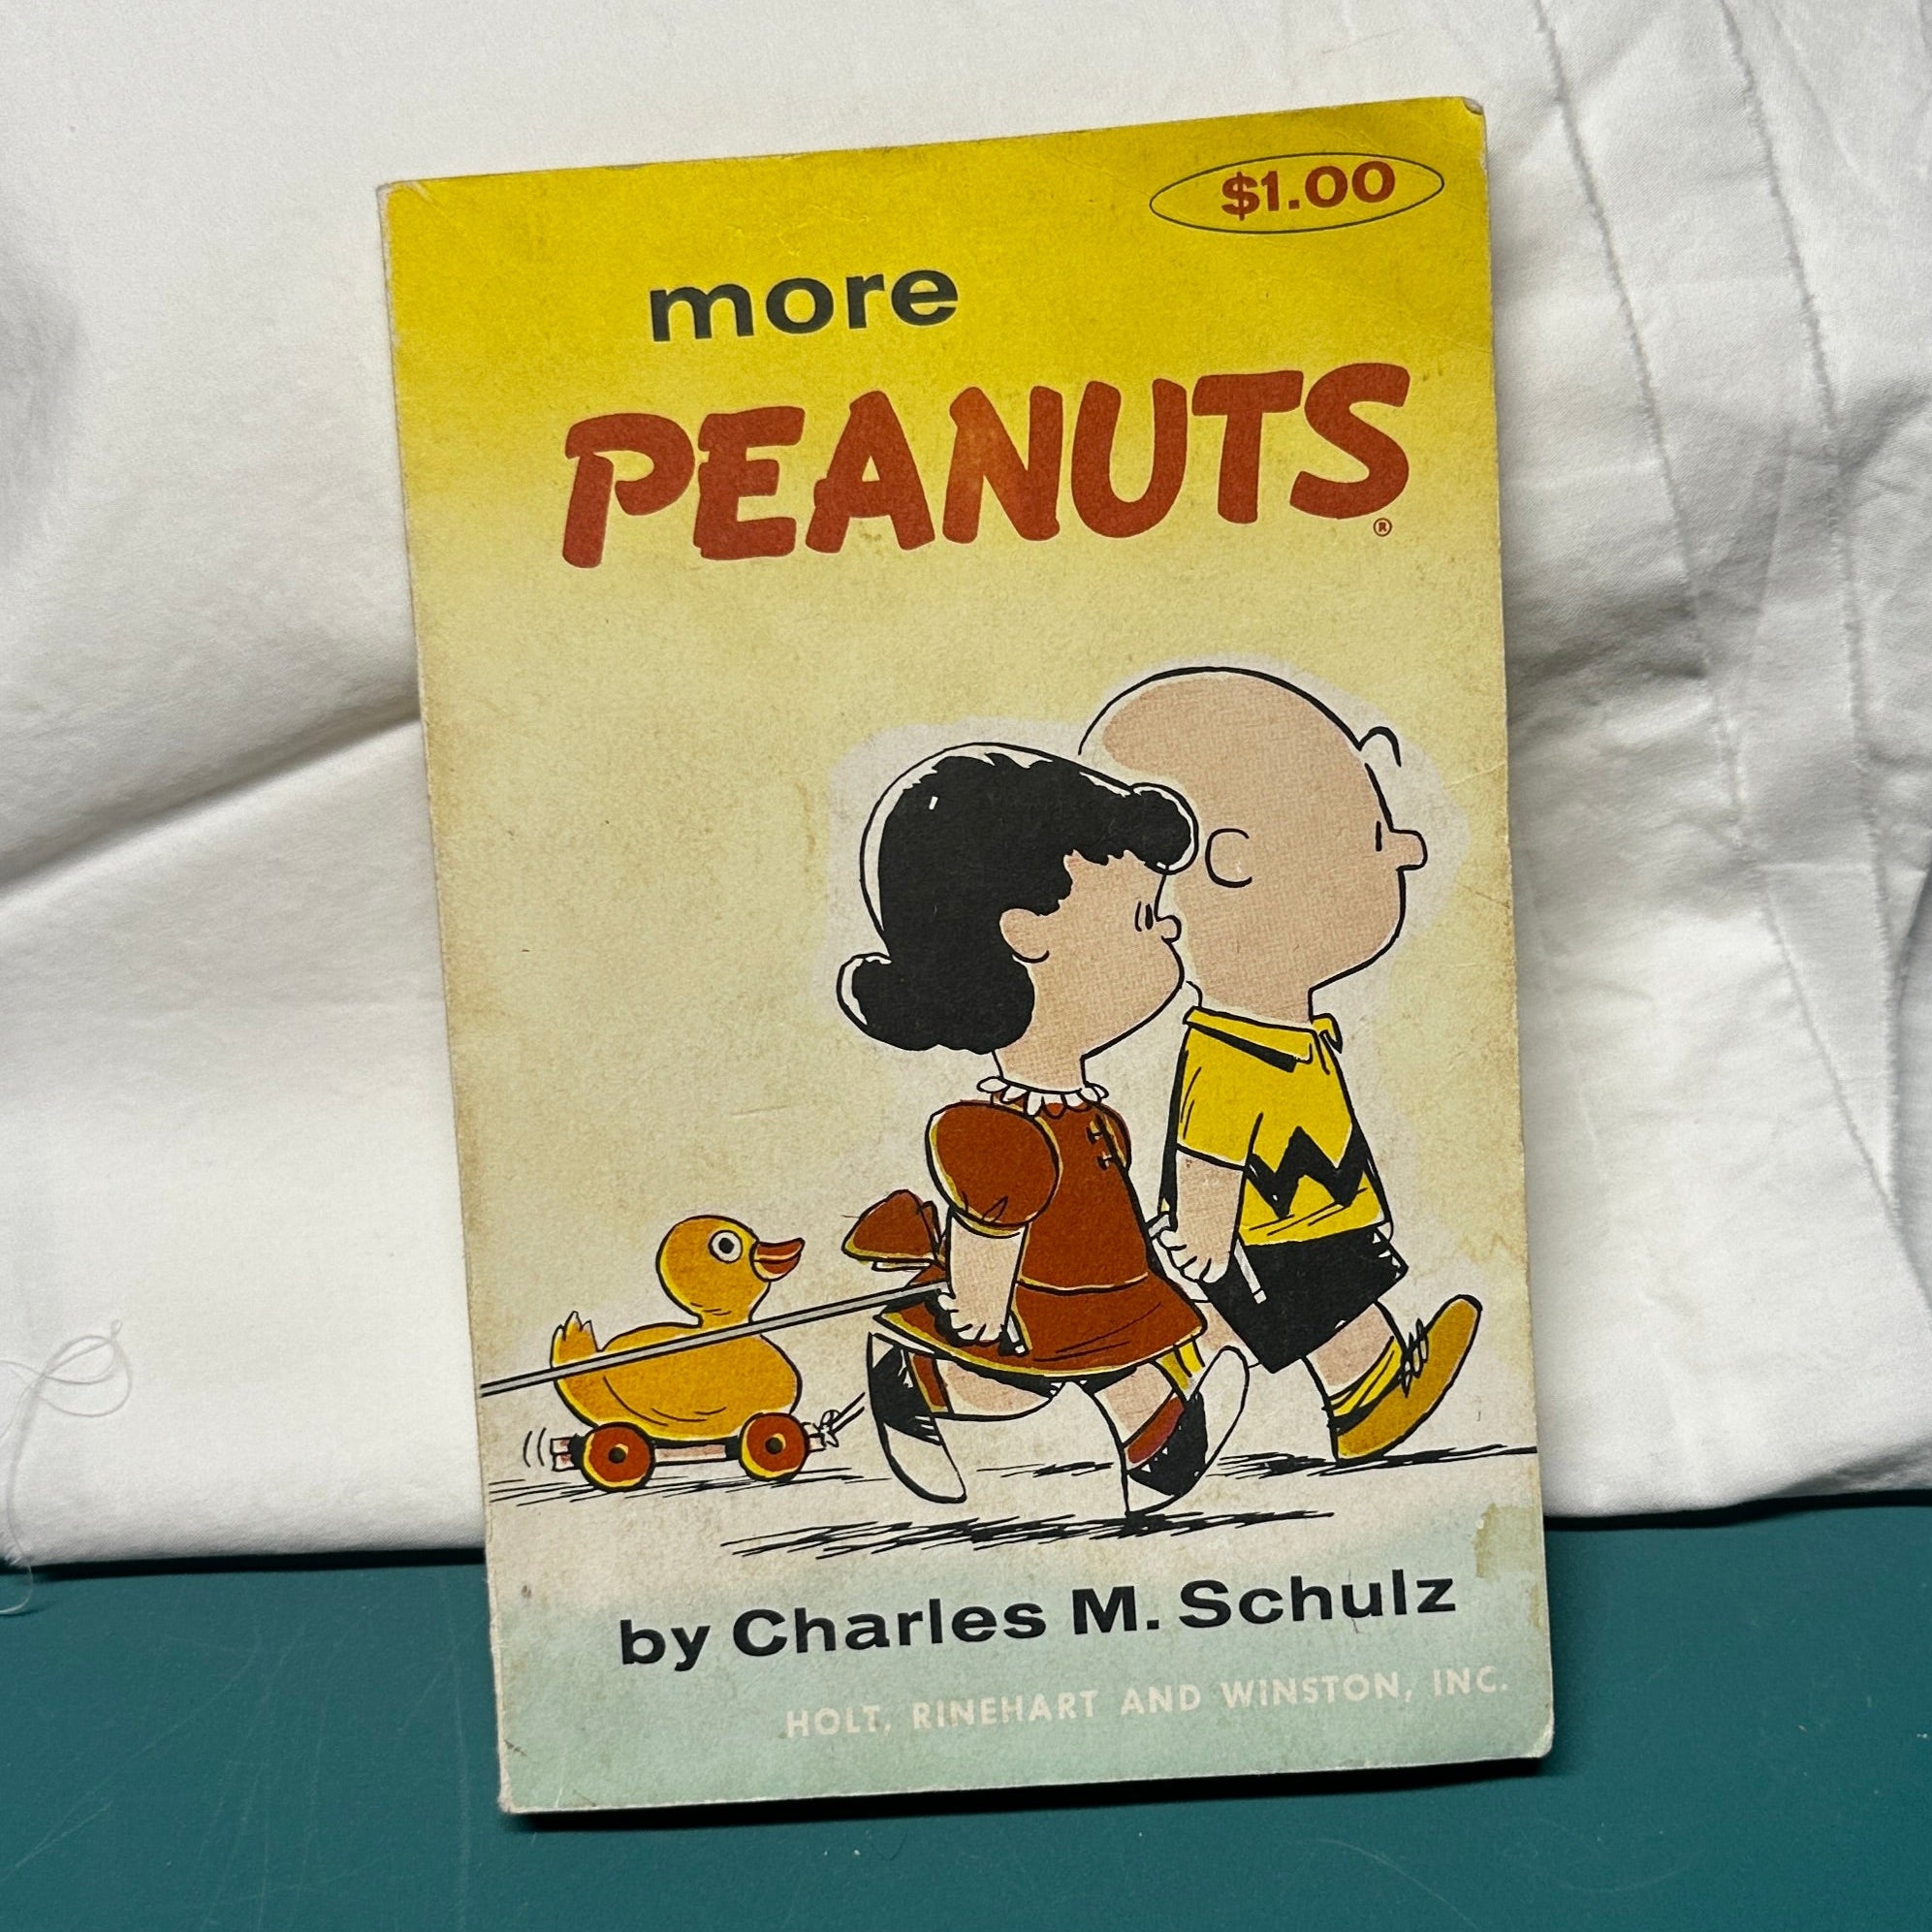 $1.00
more
PEANUTS®
by Charles M. Schulz
HOLT, RINEHART AND WINSTON, INC.